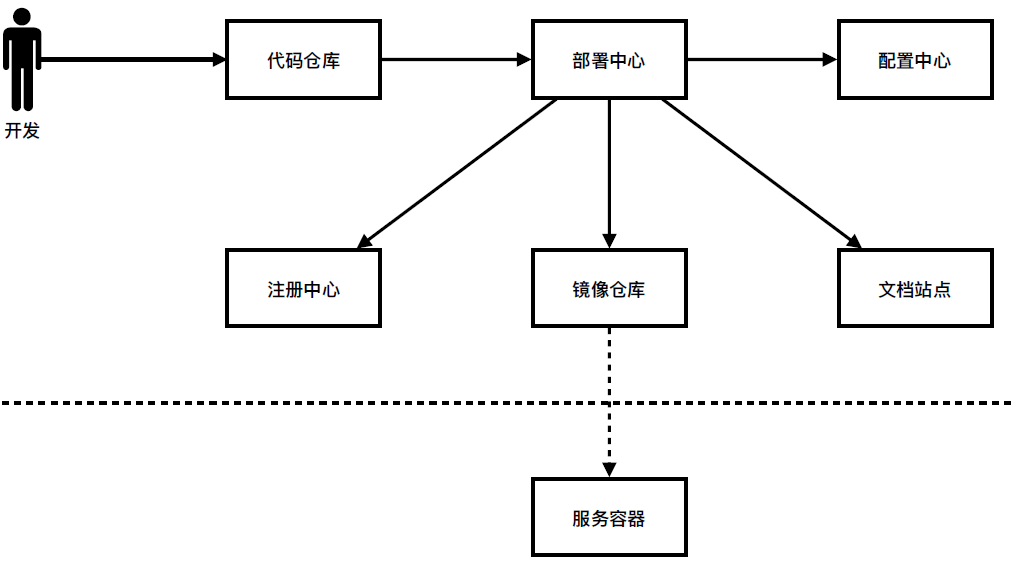 代码仓库
部署中心
配置中心
开发
注册中心
镜像仓库
文档站点
服务容器